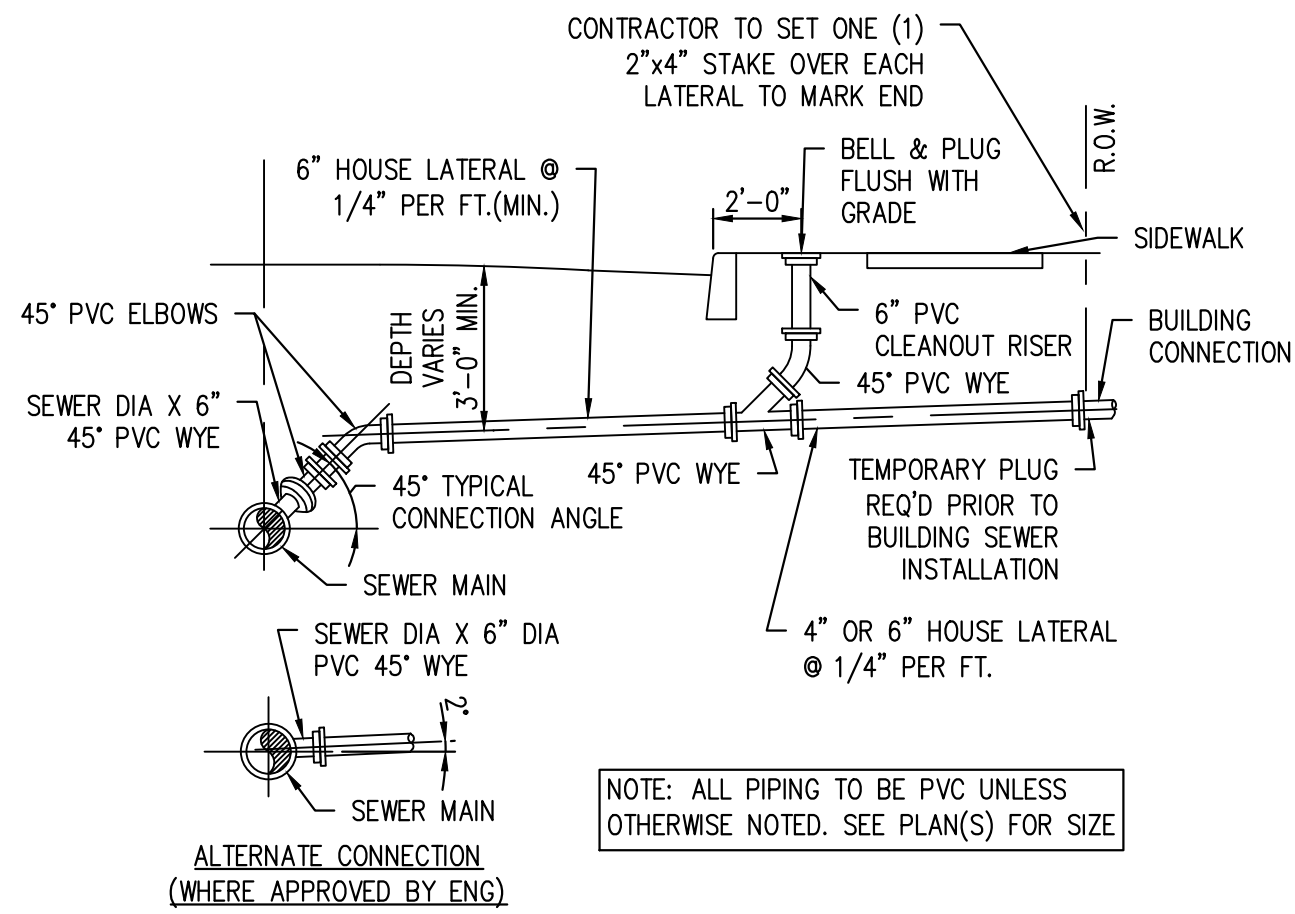 CONTRACTOR TO SET ONE (1)
2"x4" STAKE OVER EACH
LATERAL TO MARK END
R.O.W.
6" HOUSE LATERAL @
1/4" PER FT.(MIN.)
BELL & PLUG
FLUSH WITH
GRADE
2'-0"
SIDEWALK
45° PVC ELBOWS
DEPTH
VARIES
3'-0" MIN.
6" PVC
CLEANOUT RISER
BUILDING
CONNECTION
45° PVC WYE
SEWER DIA X 6"
45° PVC WYE
45° PVC WYE
45° TYPICAL
CONNECTION ANGLE
TEMPORARY PLUG
REQ'D PRIOR TO
BUILDING SEWER
INSTALLATION
SEWER MAIN
SEWER DIA X 6" DIA
PVC 45° WYE
4" OR 6" HOUSE LATERAL
@ 1/4" PER FT.
2°
SEWER MAIN
NOTE: ALL PIPING TO BE PVC UNLESS
OTHERWISE NOTED. SEE PLAN(S) FOR SIZE
ALTERNATE CONNECTION
(WHERE APPROVED BY ENG)